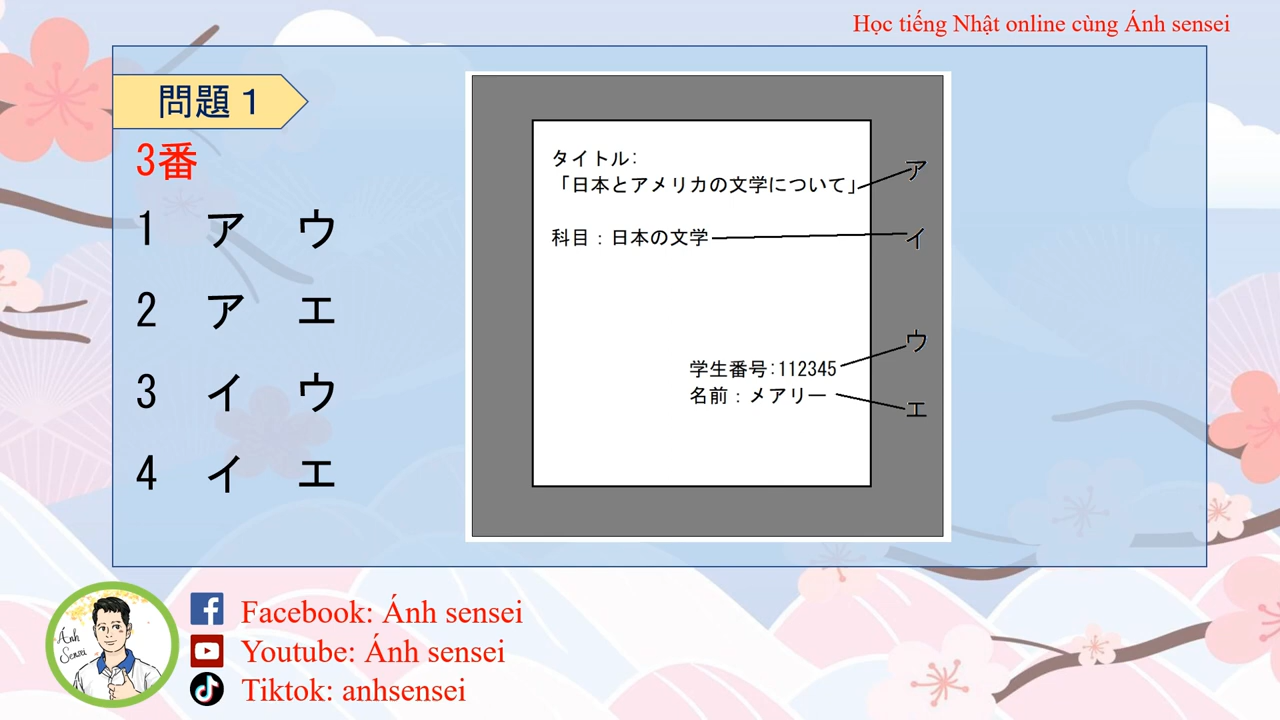 Học tiếng Nhật online cùng Ánh sensei
問題1
3番
1 ア ウ
2 ア エ
3 イ ウ
4 イ エ
タイトル:
「日本とアメリカの文学について」
ア
科目:日本の文学
イ
ウ
学生番号:112345
名前:メアリー
エ
Ánh
Sensei
Facebook: Ánh sensei
Youtube: Ánh sensei
Tiktok: anhsensei